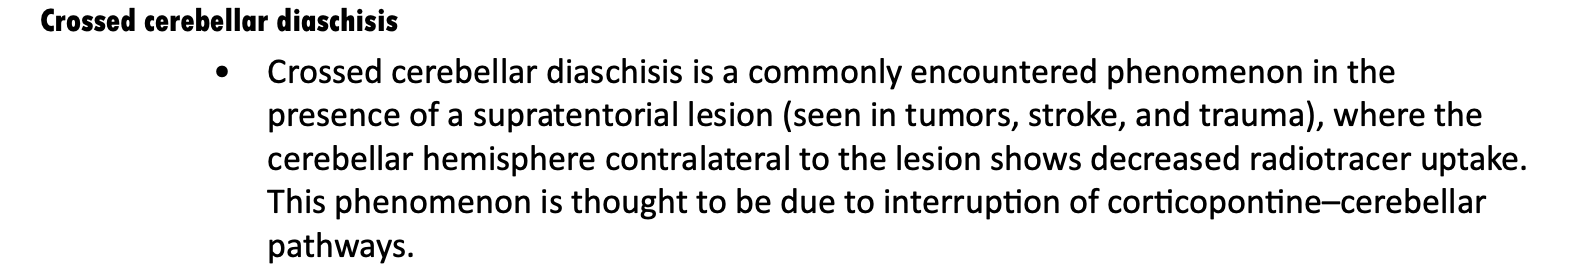 Crossed cerebellar diaschisis
• Crossed cerebellar diaschisis is a commonly encountered phenomenon in the
presence of a supratentorial lesion (seen in tumors, stroke, and trauma), where the
cerebellar hemisphere contralateral to the lesion shows decreased radiotracer uptake.
This phenomenon is thought to be due to interruption of corticopontine–cerebellar
pathways.